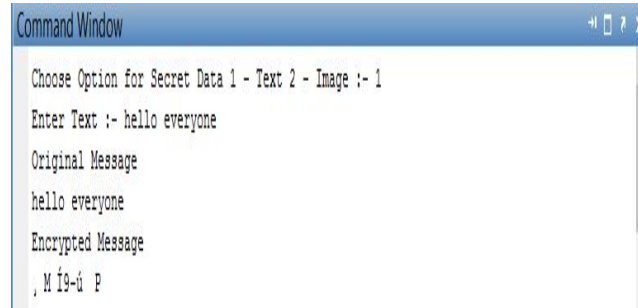 Command Window
Choose Option for Secret Data 1 - Text 2 - Image :- 1
Enter Text :- hello everyone
Original Message
hello everyone
Encrypted Message
¸ M Í9-ú P